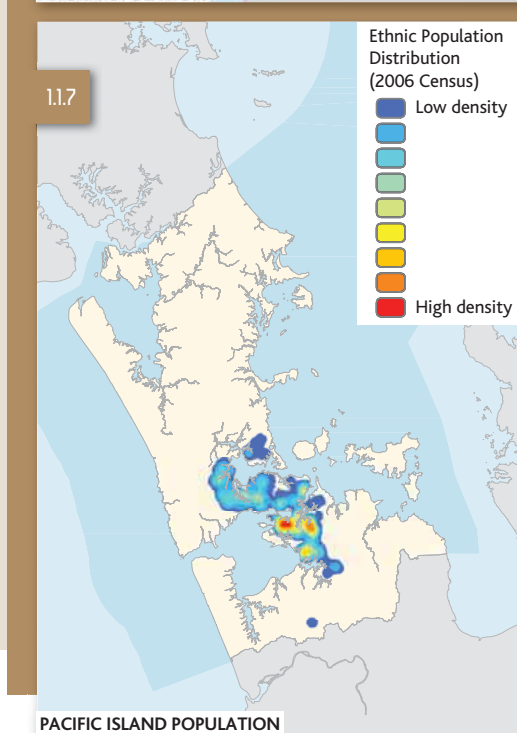 1.1.7
Ethnic Population
Distribution
(2006 Census)
Low density
High density
PACIFIC ISLAND POPULATION